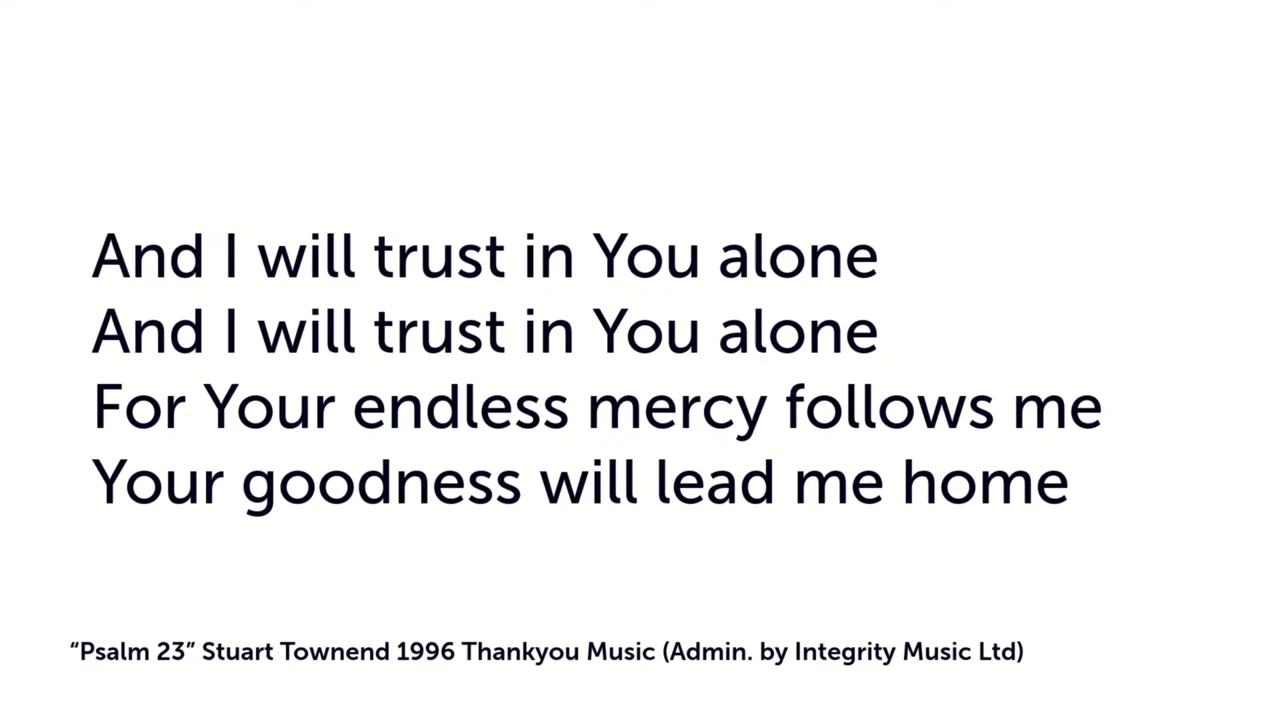 And I will trust in You alone
And I will trust in You alone
For Your endless mercy follows me
Your goodness will lead me home
“Psalm 23” Stuart Townend 1996 Thankyou Music (Admin. by Integrity Music Ltd)